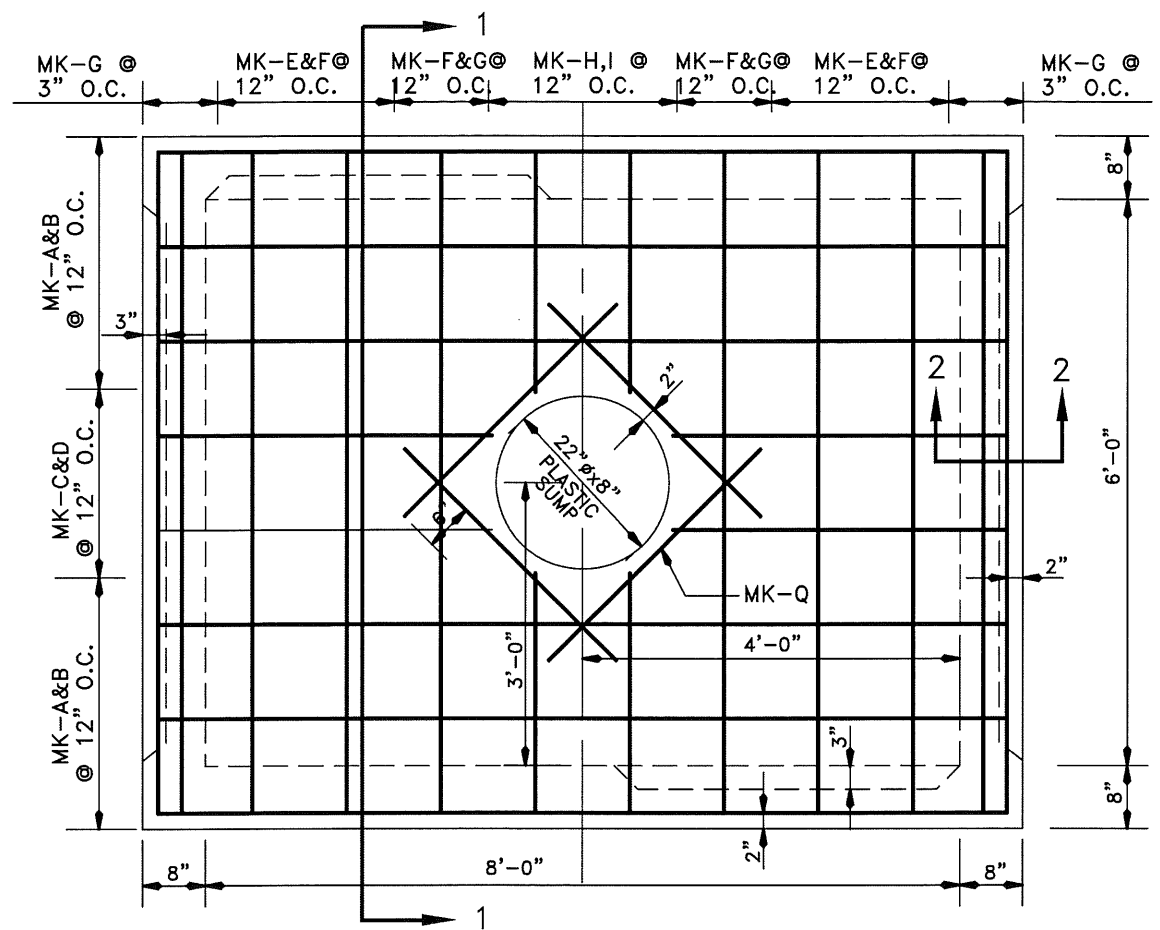 1
MK-G @
3" O.C.
MK-E&F@
12" O.C.
MK-F&G@
12" O.C.
MK-H,I @
12" O.C.
MK-F&G@
12" O.C.
MK-E&F@
12" O.C.
MK-G @
3" O.C.
8"
MK-A&B
@ 12" O.C.
3"
2"
2
2
MK-C&D
@ 12" O.C.
22" øx8"
PLASTIC
SUMP
6"
6'-0"
2"
MK-Q
4'-0"
3'-0"
MK-A&B
@ 12" O.C.
3"
8"
2"
8"
8'-0"
8"
1